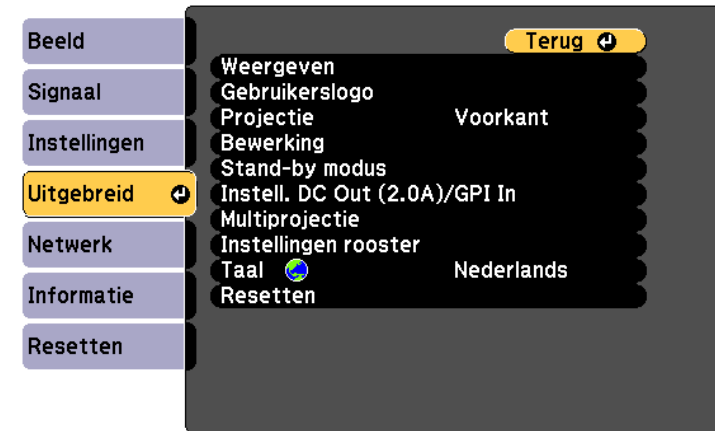 Beeld
Signaal
Instellingen
Uitgebreid
Netwerk
Informatie
Resetten
Terug
Weergeven
Gebruikerslogo
Projectie Voorkant
Bewerking
Stand-by modus
Instell. DC Out (2.0A)/GPI In
Multiprojectie
Instellingen rooster
Taal Nederlands
Resetten